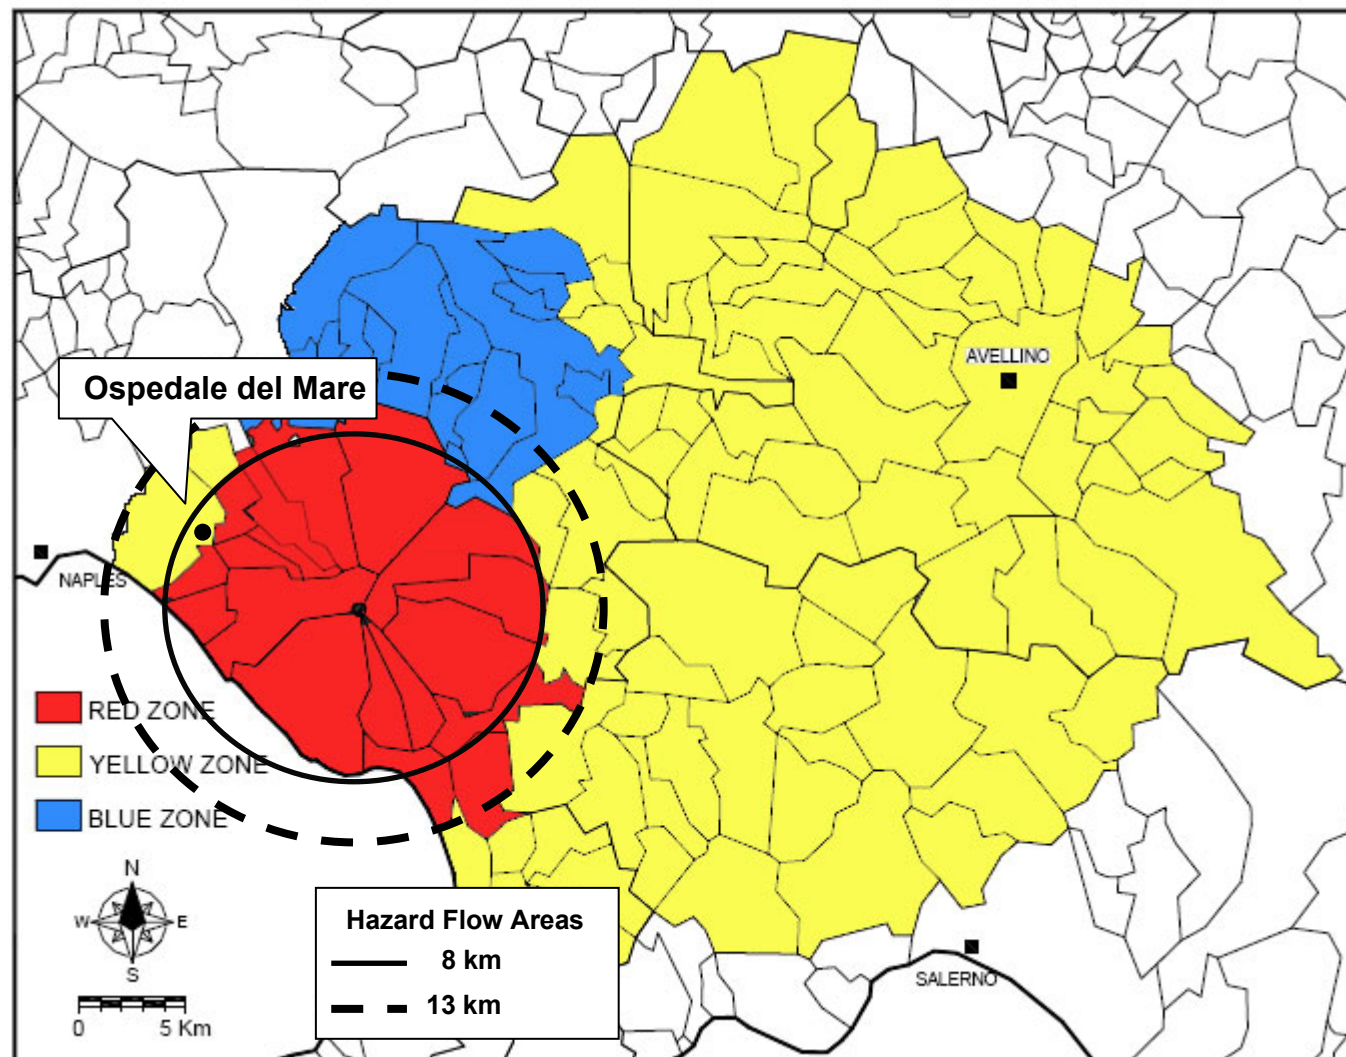 AVELLINO
Ospedale del Mare
NAPLES
RED ZONE
YELLOW ZONE
BLUE ZONE
N
W
E
S
0
5 Km
Hazard Flow Areas
8 km
13 km
SALERNO